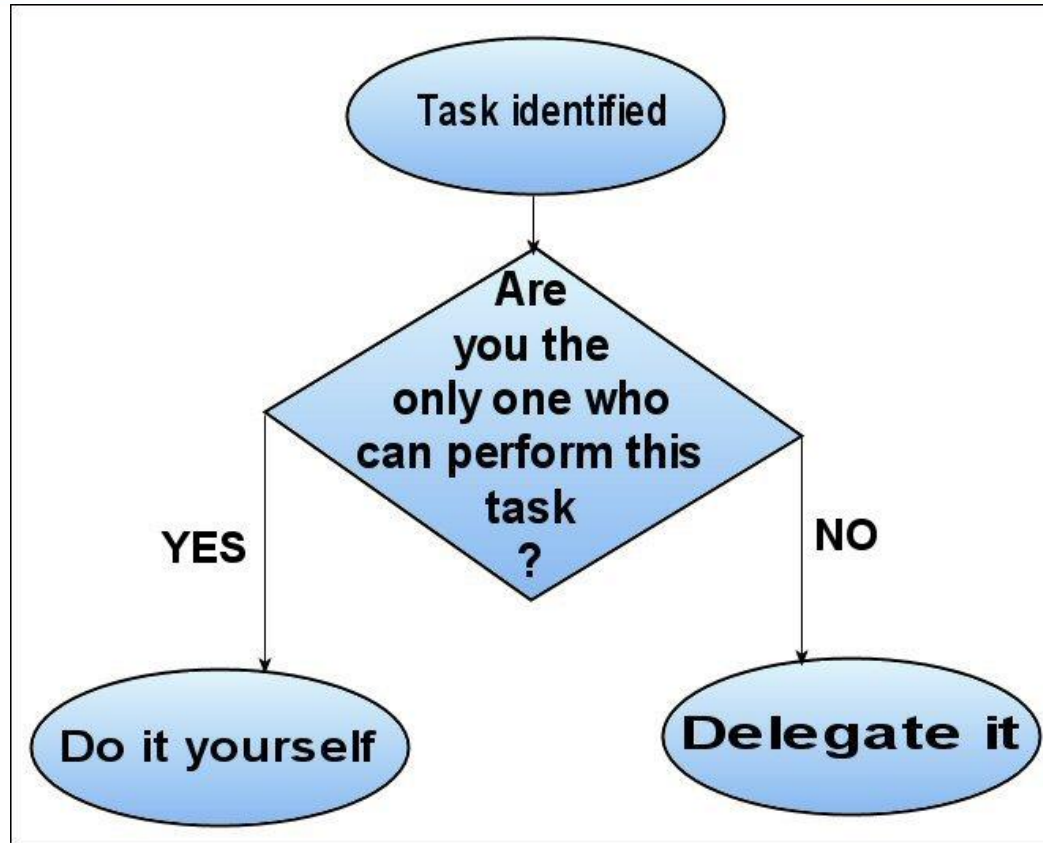 Task identified
Are
you the
only one who
can perform this
task
?
YES
NO
Do it yourself
Delegate it